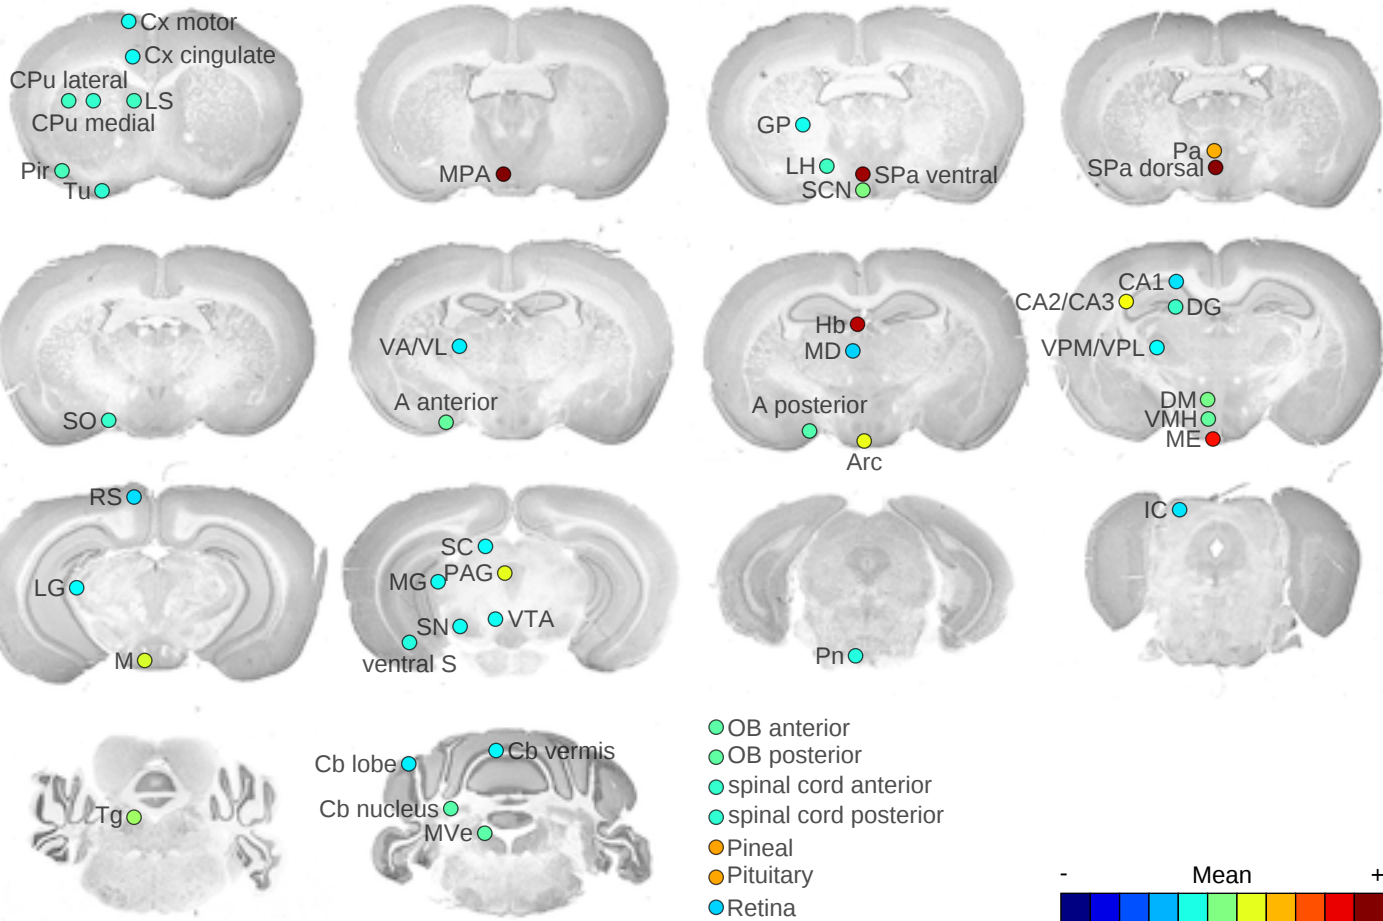 Cx motor
Cx cingulate
CPu lateral
LS
CPu medial
Pir
Tu
MPA
GP
LH
SPa ventral
SCN
Pa
SPa dorsal
SO
VA/VL
A anterior
Hb
MD
A posterior
Arc
CA1
CA2/CA3
DG
VPM/VPL
DM
VMH
ME
RS
LG
M
SC
MG
PAG
SN
VTA
ventral S
Pn
IC
Tg
Cb lobe
Cb vermis
Cb nucleus
MVe
OB anterior
OB posterior
spinal cord anterior
spinal cord posterior
Pineal
Pituitary
Retina
- Mean +